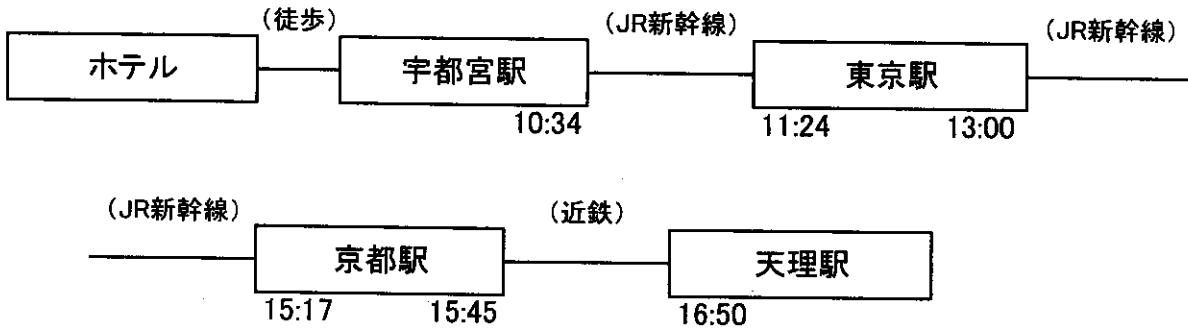 (徒歩) (JR新幹線) (JR新幹線)
ホテル 宇都宮駅 東京駅
10:34 11:24 13:00
(JR新幹線) (近鉄)
京都駅 天理駅
15:17 15:45 16:50